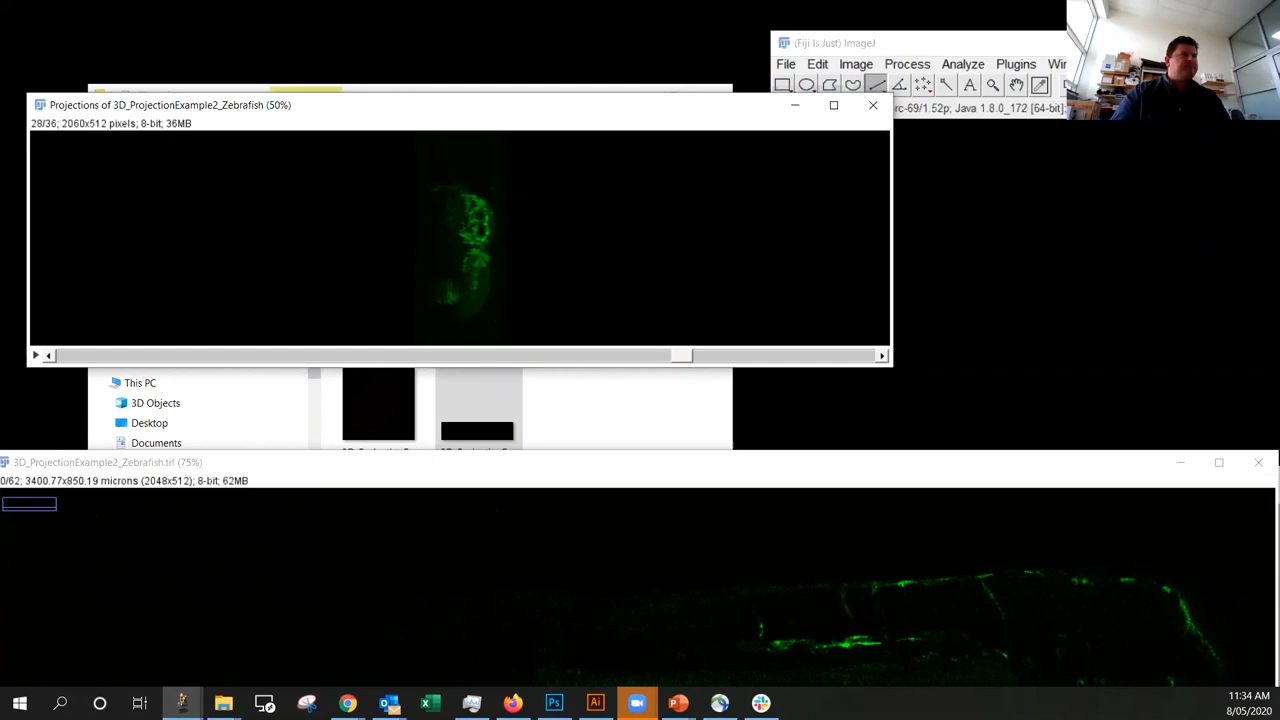 (Fiji Is Just) ImageJ
File Edit Image Process Analyze Plugins
rc-69/1.52p; Java 1.8.0_172 [64-bit];
Projections of 3D_ProjectionExample2_Zebrafish (50%)
28/36; 2060x512 pixels; 8-bit; 36MB
This PC
3D Objects
Desktop
Documents
3D_ProjectionExample2_Zebrafish.tif (75%)
0/62; 3400.77x850.19 microns (2048x512); 8-bit; 62MB
Ps
Ai
11:34 AM
8/05/2020